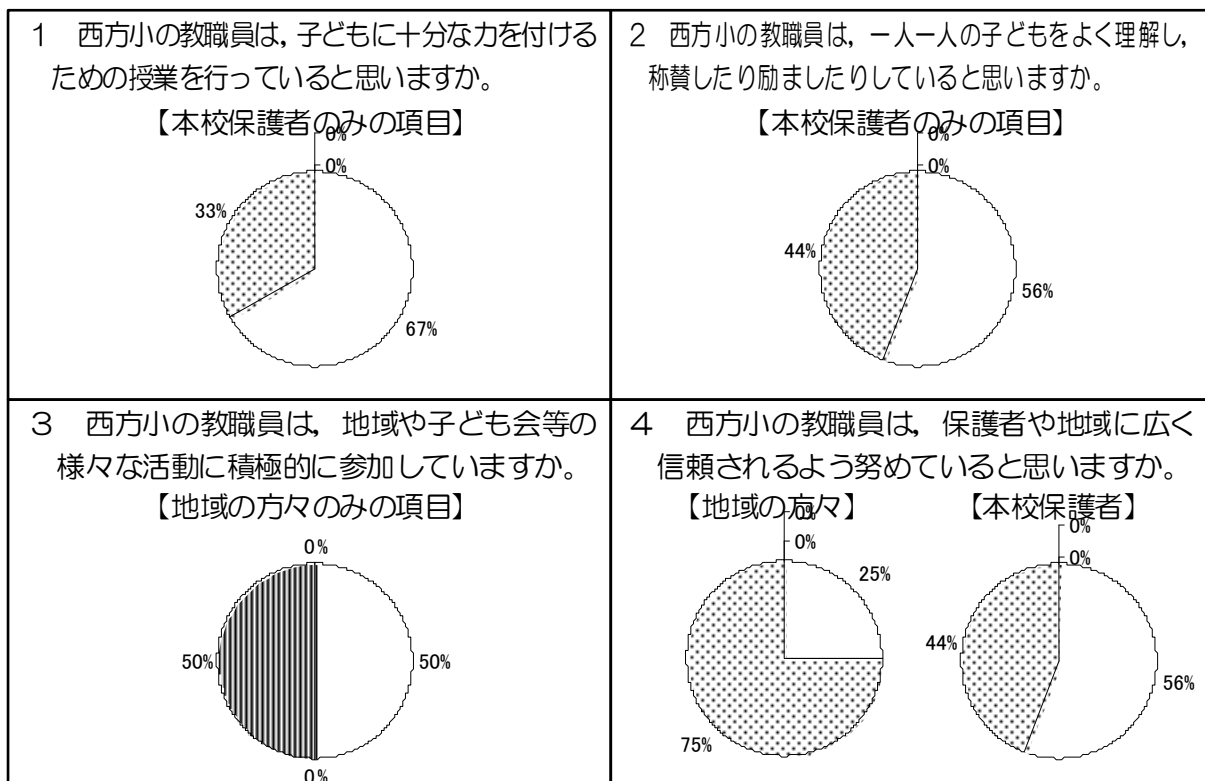 １ 西方小の教職員は，子どもに十分な力を付ける
ための授業を行っていると思いますか。
【本校保護者のみの項目】
0%
0%
33%
67%
２ 西方小の教職員は，一人一人の子どもをよく理解し，
称賛したり励ましたりしていると思いますか。
【本校保護者のみの項目】
0%
0%
44%
56%
３ 西方小の教職員は，地域や子ども会等の
様々な活動に積極的に参加していますか。
【地域の方々のみの項目】
0%
50%
50%
0%
４ 西方小の教職員は，保護者や地域に広く
信頼されるよう努めていると思いますか。
【地域の方々】
0%
0%
25%
75%
【本校保護者】
0%
0%
44%
56%